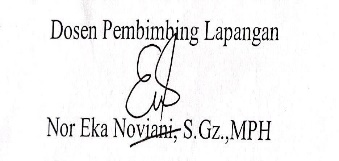 Dosen Pembimbing Lapangan
Nor Eka Noviani, S.Gz.,MPH